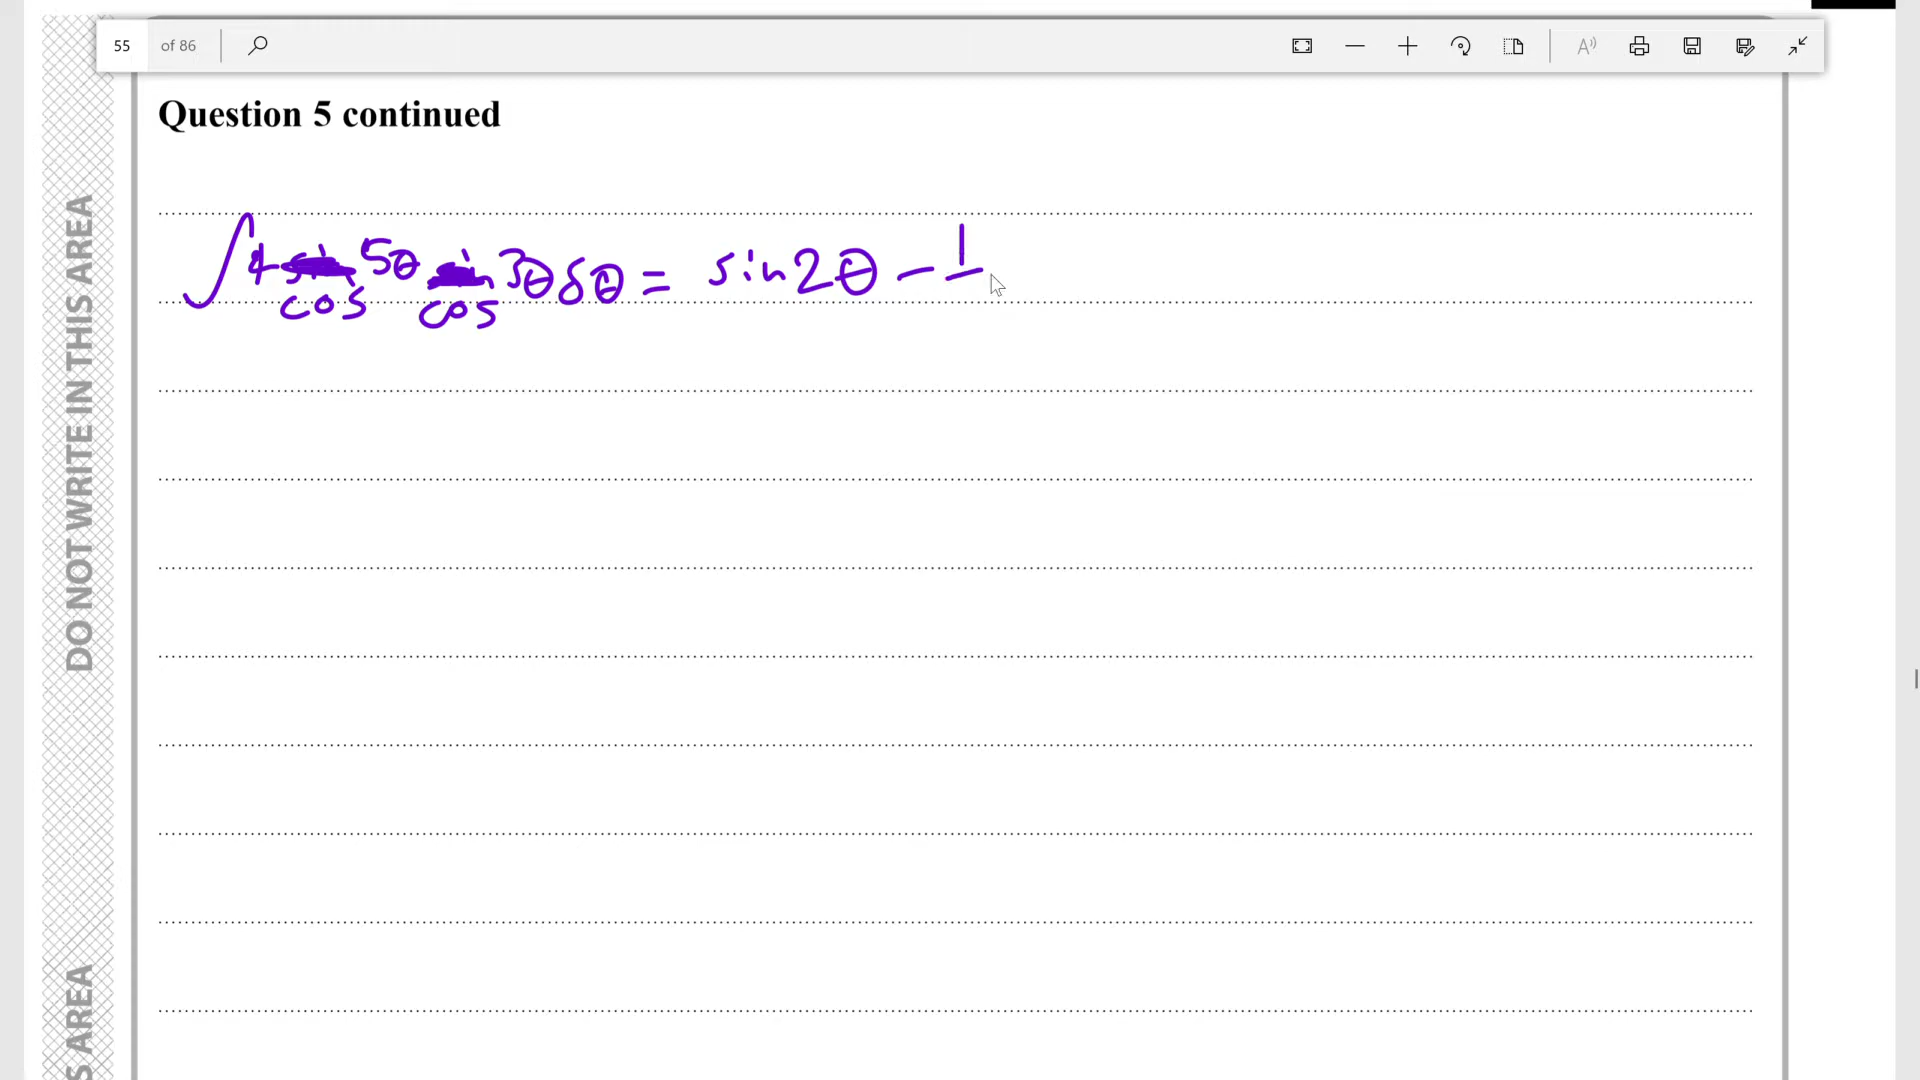 55 of 86
Question 5 continued
∫4 5θ 3θ δθ = sin2θ - 1
cos cos
DO NOT WRITE IN THIS AREA
S AREA